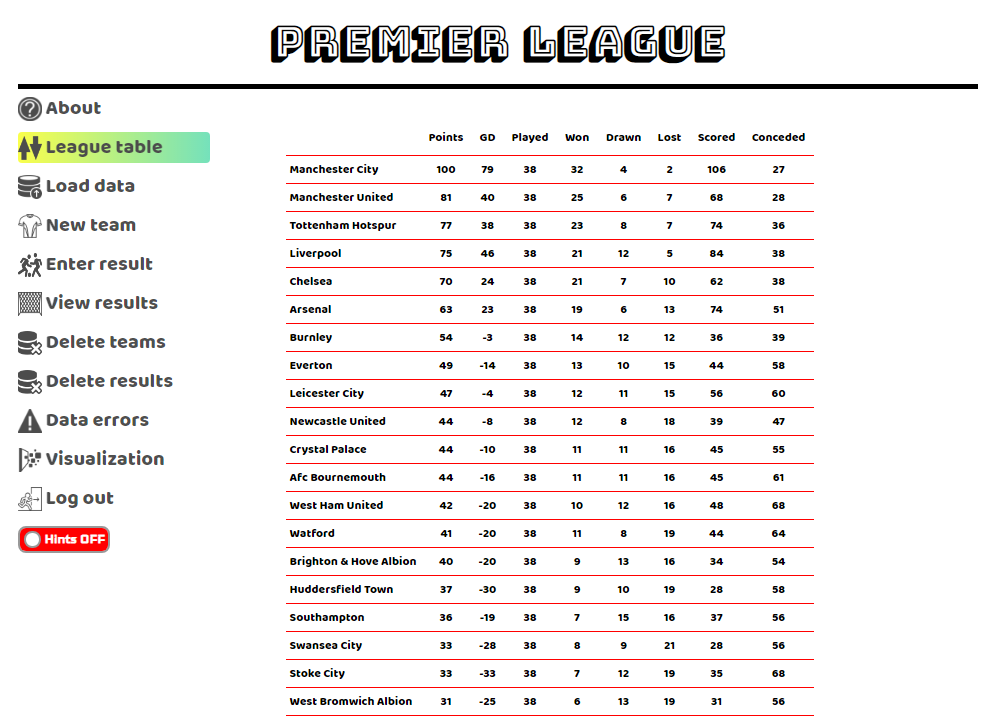 PREMIER LEAGUE
About
League table
Load data
New team
Enter result
View results
Delete teams
Delete results
Data errors
Visualization
Log out
Hints OFF
Points GD Played Won Drawn Lost Scored Conceded
Manchester City 100 79 38 32 4 2 106 27
Manchester United 81 40 38 25 6 7 68 28
Tottenham Hotspur 77 38 38 23 8 7 74 36
Liverpool 75 46 38 21 12 5 84 38
Chelsea 70 24 38 21 7 10 62 38
Arsenal 63 23 38 19 6 13 74 51
Burnley 54 -3 38 14 12 12 36 39
Everton 49 -14 38 13 10 15 44 58
Leicester City 47 -4 38 12 11 15 56 60
Newcastle United 44 -8 38 12 8 18 39 47
Crystal Palace 44 -10 38 11 11 16 45 55
Afc Bournemouth 44 -16 38 11 11 16 45 61
West Ham United 42 -20 38 10 12 16 48 68
Watford 41 -20 38 11 8 19 44 64
Brighton & Hove Albion 40 -20 38 9 13 16 34 54
Huddersfield Town 37 -30 38 9 10 19 28 58
Southampton 36 -19 38 7 15 16 37 56
Swansea City 33 -28 38 8 9 21 28 56
Stoke City 33 -33 38 7 12 19 35 68
West Bromwich Albion 31 -25 38 6 13 19 31 56